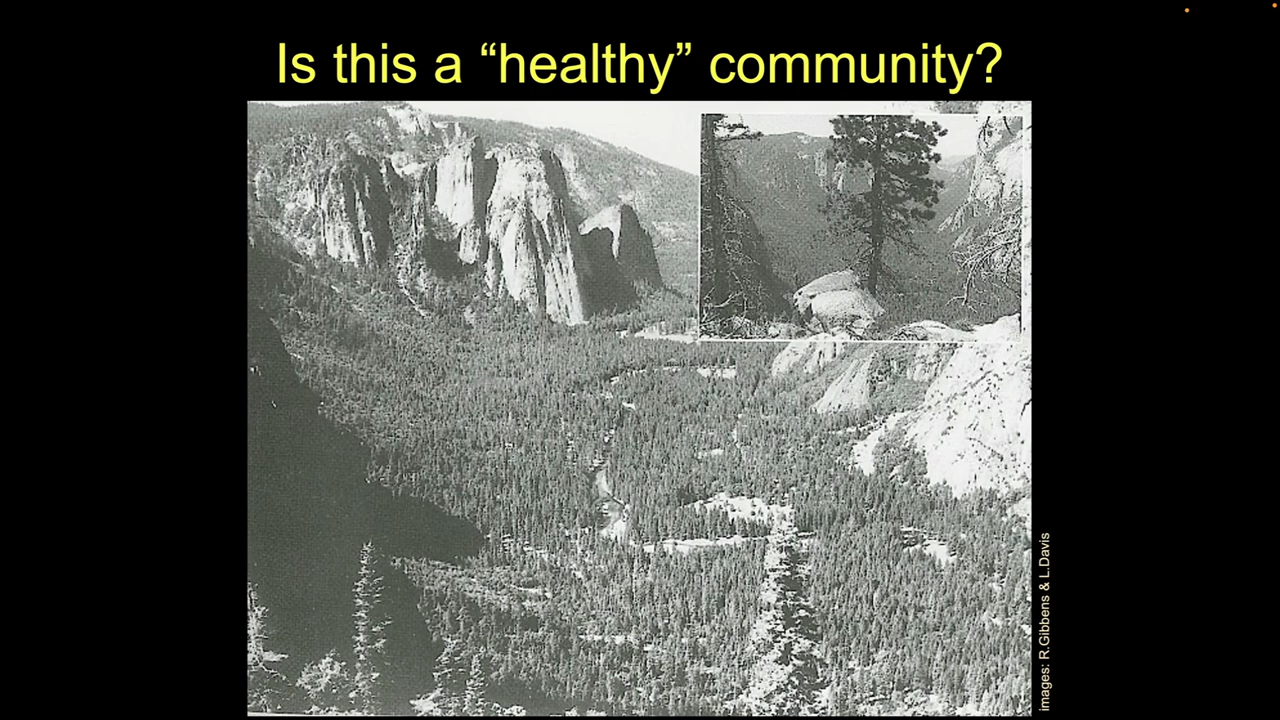 Is this a “healthy” community?
images: R.Gibbens & L.Davis